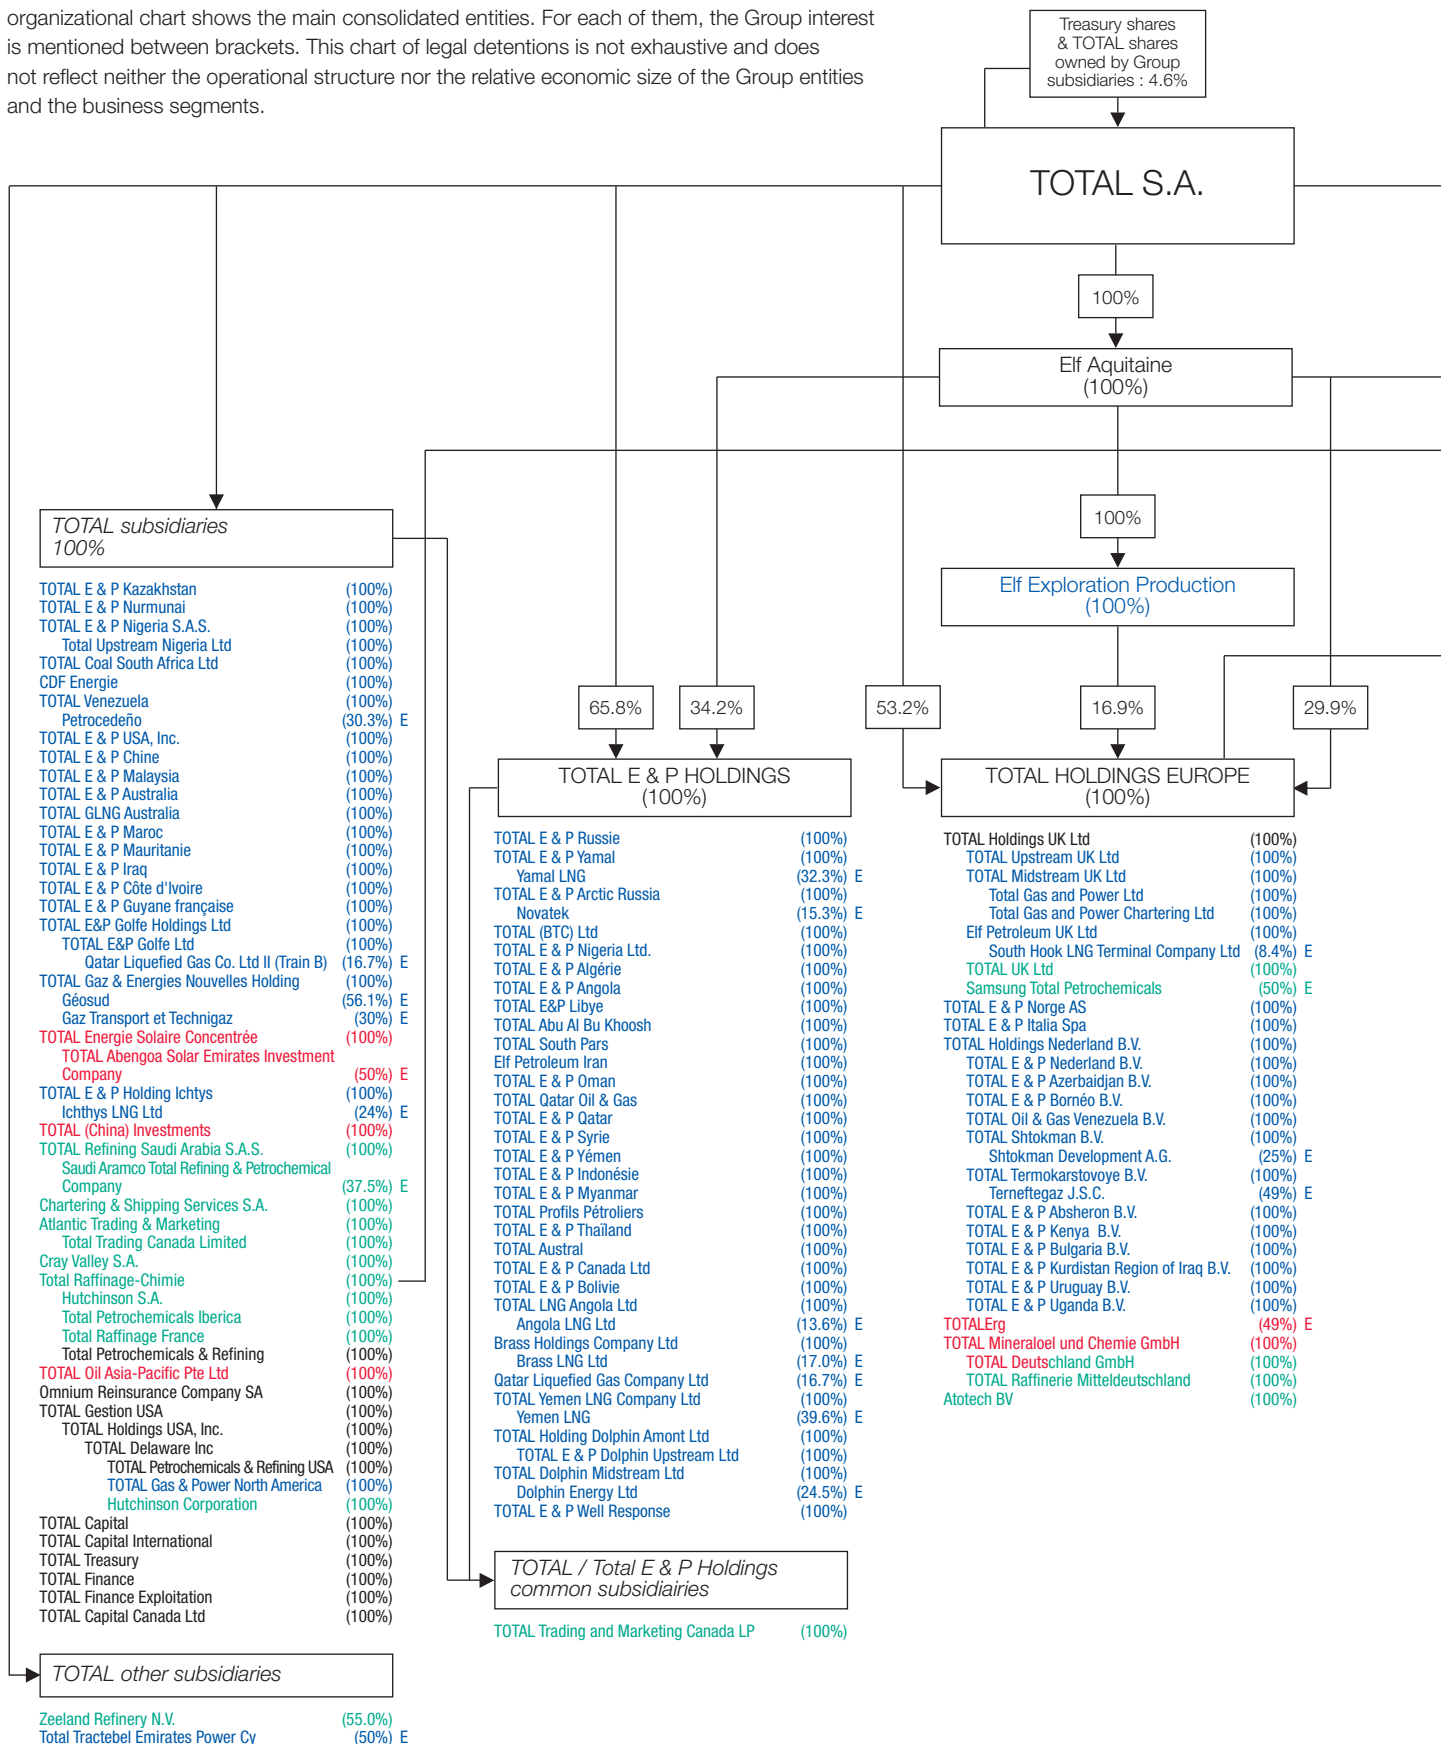 organizational chart shows the main consolidated entities. For each of them, the Group interest
is mentioned between brackets. This chart of legal detentions is not exhaustive and does
not reflect neither the operational structure nor the relative economic size of the Group entities
and the business segments.
Treasury shares
& TOTAL shares
owned by Group
subsidiaries : 4.6%
TOTAL S.A.
100%
Elf Aquitaine
(100%)
100%
Elf Exploration Production
(100%)
65.8%
34.2%
53.2%
16.9%
29.9%
TOTAL subsidiaries
100%
TOTAL E & P Kazakhstan (100%)
TOTAL E & P Nurmunai (100%)
TOTAL E & P Nigeria S.A.S. (100%)
Total Upstream Nigeria Ltd (100%)
TOTAL Coal South Africa Ltd (100%)
CDF Energie (100%)
TOTAL Venezuela (100%)
Petrocedeño (30.3%) E
TOTAL E & P USA, Inc. (100%)
TOTAL E & P Chine (100%)
TOTAL E & P Malaysia (100%)
TOTAL E & P Australia (100%)
TOTAL GLNG Australia (100%)
TOTAL E & P Maroc (100%)
TOTAL E & P Mauritanie (100%)
TOTAL E & P Iraq (100%)
TOTAL E & P Côte d'Ivoire (100%)
TOTAL E & P Guyane française (100%)
TOTAL E&P Golfe Holdings Ltd (100%)
TOTAL E&P Golfe Ltd (100%)
Qatar Liquefied Gas Co. Ltd II (Train B) (16.7%) E
TOTAL Gaz & Energies Nouvelles Holding (100%)
Géosud (56.1%) E
Gaz Transport et Technigaz (30%) E
TOTAL Energie Solaire Concentrée (100%)
TOTAL Abengoa Solar Emirates Investment
Company (50%) E
TOTAL E & P Holding Ichtys (100%)
Ichthys LNG Ltd (24%) E
TOTAL (China) Investments (100%)
TOTAL Refining Saudi Arabia S.A.S. (100%)
Saudi Aramco Total Refining & Petrochemical
Company (37.5%) E
Chartering & Shipping Services S.A. (100%)
Atlantic Trading & Marketing (100%)
Total Trading Canada Limited (100%)
Cray Valley S.A. (100%)
Total Raffinage-Chimie (100%)
Hutchinson S.A. (100%)
Total Petrochemicals Iberica (100%)
Total Raffinage France (100%)
Total Petrochemicals & Refining (100%)
TOTAL Oil Asia-Pacific Pte Ltd (100%)
Omnium Reinsurance Company SA (100%)
TOTAL Gestion USA (100%)
TOTAL Holdings USA, Inc. (100%)
TOTAL Delaware Inc (100%)
TOTAL Petrochemicals & Refining USA (100%)
TOTAL Gas & Power North America (100%)
Hutchinson Corporation (100%)
TOTAL Capital (100%)
TOTAL Capital International (100%)
TOTAL Treasury (100%)
TOTAL Finance (100%)
TOTAL Finance Exploitation (100%)
TOTAL Capital Canada Ltd (100%)
TOTAL other subsidiaries
Zeeland Refinery N.V. (55.0%)
Total Tractebel Emirates Power Cy (50%) E
TOTAL E & P HOLDINGS
(100%)
TOTAL E & P Russie (100%)
TOTAL E & P Yamal (100%)
Yamal LNG (32.3%) E
TOTAL E & P Arctic Russia (100%)
Novatek (15.3%) E
TOTAL (BTC) Ltd (100%)
TOTAL E & P Nigeria Ltd. (100%)
TOTAL E & P Algérie (100%)
TOTAL E & P Angola (100%)
TOTAL E&P Libye (100%)
TOTAL Abu Al Bu Khoosh (100%)
TOTAL South Pars (100%)
Elf Petroleum Iran (100%)
TOTAL E & P Oman (100%)
TOTAL Qatar Oil & Gas (100%)
TOTAL E & P Qatar (100%)
TOTAL E & P Syrie (100%)
TOTAL E & P Yémen (100%)
TOTAL E & P Indonésie (100%)
TOTAL E & P Myanmar (100%)
TOTAL Profils Pétroliers (100%)
TOTAL E & P Thaïland (100%)
TOTAL Austral (100%)
TOTAL E & P Canada Ltd (100%)
TOTAL E & P Bolivie (100%)
TOTAL LNG Angola Ltd (100%)
Angola LNG Ltd (13.6%) E
Brass Holdings Company Ltd (100%)
Brass LNG Ltd (17.0%) E
Qatar Liquefied Gas Company Ltd (16.7%) E
TOTAL Yemen LNG Company Ltd (100%)
Yemen LNG (39.6%) E
TOTAL Holding Dolphin Amont Ltd (100%)
TOTAL E & P Dolphin Upstream Ltd (100%)
TOTAL Dolphin Midstream Ltd (100%)
Dolphin Energy Ltd (24.5%) E
TOTAL E & P Well Response (100%)
TOTAL / Total E & P Holdings
common subsidiairies
TOTAL Trading and Marketing Canada LP (100%)
TOTAL HOLDINGS EUROPE
(100%)
TOTAL Holdings UK Ltd (100%)
TOTAL Upstream UK Ltd (100%)
TOTAL Midstream UK Ltd (100%)
Total Gas and Power Ltd (100%)
Total Gas and Power Chartering Ltd (100%)
Elf Petroleum UK Ltd (100%)
South Hook LNG Terminal Company Ltd (8.4%) E
TOTAL UK Ltd (100%)
Samsung Total Petrochemicals (50%) E
TOTAL E & P Norge AS (100%)
TOTAL E & P Italia Spa (100%)
TOTAL Holdings Nederland B.V. (100%)
TOTAL E & P Nederland B.V. (100%)
TOTAL E & P Azerbaidjan B.V. (100%)
TOTAL E & P Bornéo B.V. (100%)
TOTAL Oil & Gas Venezuela B.V. (100%)
TOTAL Shtokman B.V. (100%)
Shtokman Development A.G. (25%) E
TOTAL Termokarstovoye B.V. (100%)
Terneftegaz J.S.C. (49%) E
TOTAL E & P Absheron B.V. (100%)
TOTAL E & P Kenya B.V. (100%)
TOTAL E & P Bulgaria B.V. (100%)
TOTAL E & P Kurdistan Region of Iraq B.V. (100%)
TOTAL E & P Uruguay B.V. (100%)
TOTAL E & P Uganda B.V. (100%)
TOTALErg (49%) E
TOTAL Mineraloel und Chemie GmbH (100%)
TOTAL Deutschland GmbH (100%)
TOTAL Raffinerie Mitteldeutschland (100%)
Atotech BV (100%)